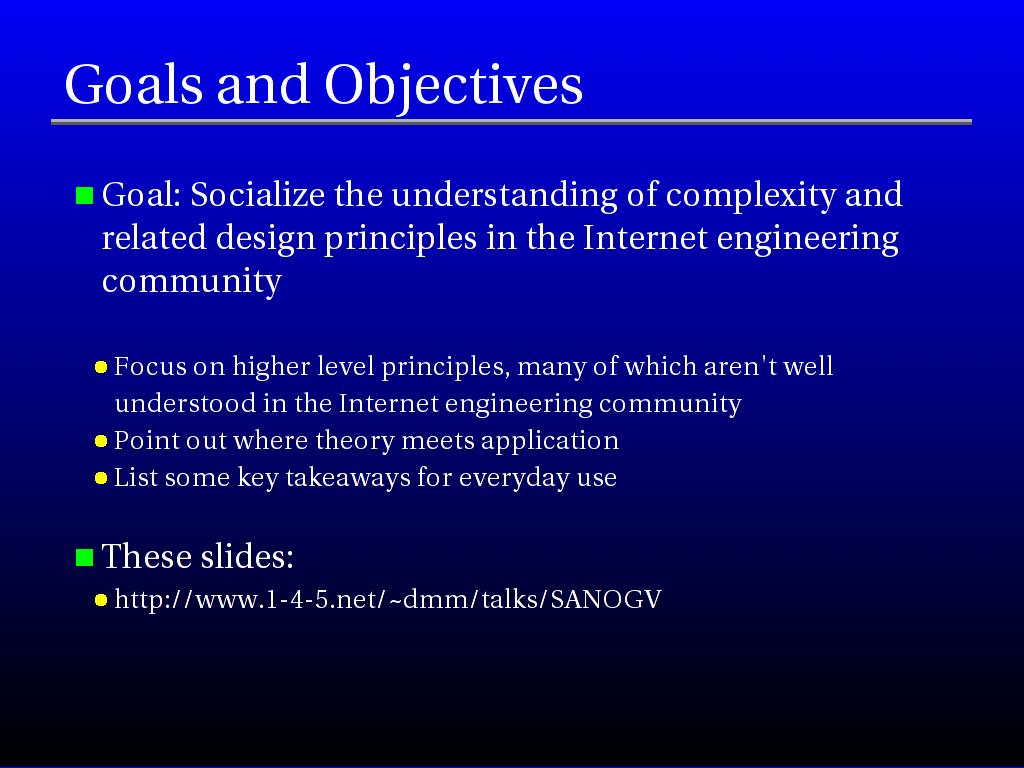 Goals and Objectives
Goal: Socialize the understanding of complexity and
related design principles in the Internet engineering
community
Focus on higher level principles, many of which aren't well
understood in the Internet engineering community
Point out where theory meets application
List some key takeaways for everyday use
These slides:
http://www.1-4-5.net/~dmm/talks/SANOGV